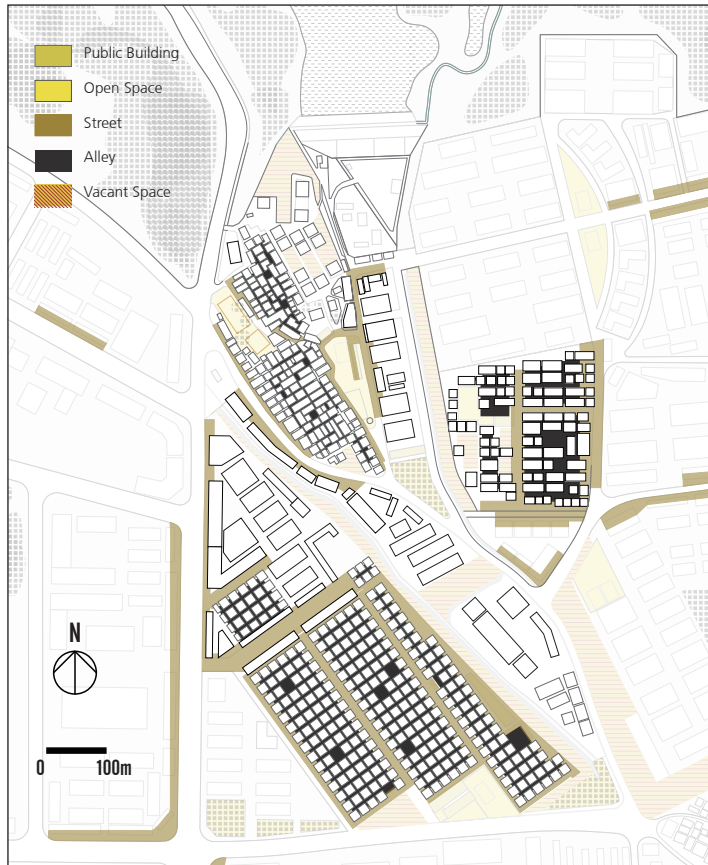 Public Building
Open Space
Street
Alley
Vacant Space
N
0 100m